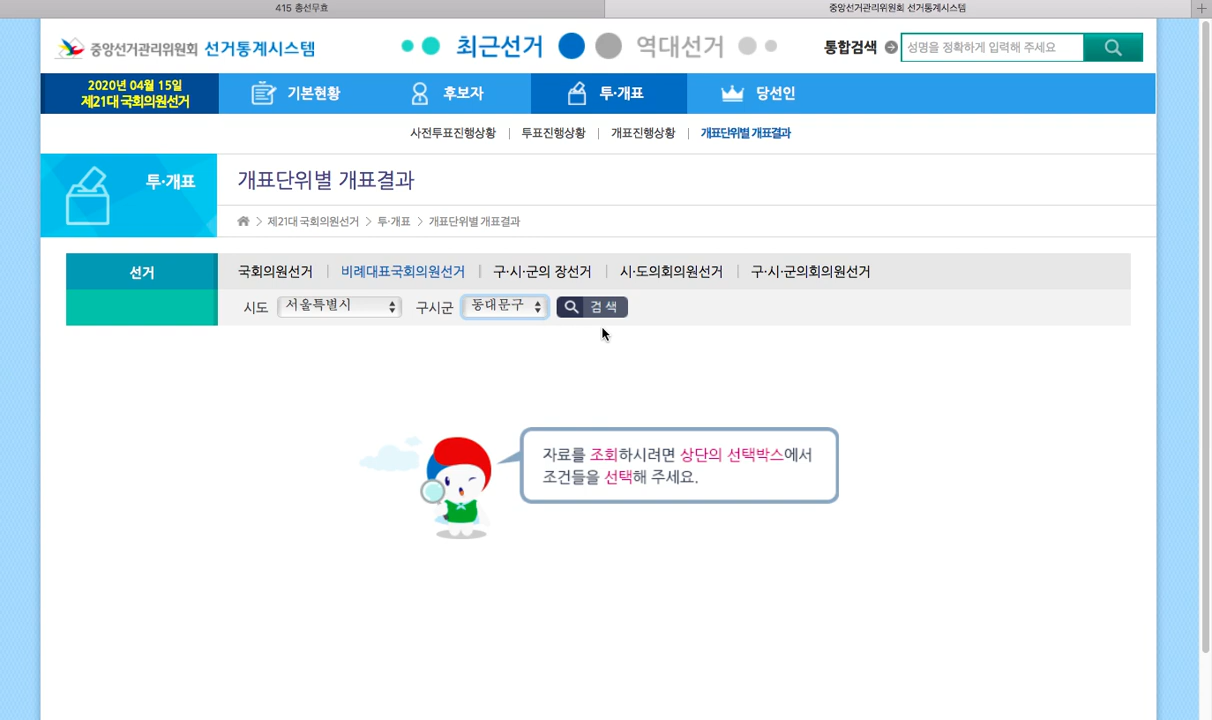 415 총선무효
중앙선거관리위원회 선거통계시스템
중앙선거관리위원회 선거통계시스템
최근선거
역대선거
통합검색
성명을 정확하게 입력해 주세요
2020년 04월 15일
제21대 국회의원선거
기본현황
후보자
투·개표
당선인
사전투표진행상황 | 투표진행상황 | 개표진행상황 | 개표단위별 개표결과
투·개표
개표단위별 개표결과
> 제21대 국회의원선거 > 투·개표 > 개표단위별 개표결과
선거
국회의원선거 | 비례대표국회의원선거 | 구·시·군의 장선거 | 시·도의회의원선거 | 구·시·군의회의원선거
시도 서울특별시 구시군 동대문구 검색
자료를 조회하시려면 상단의 선택박스에서
조건들을 선택해 주세요.